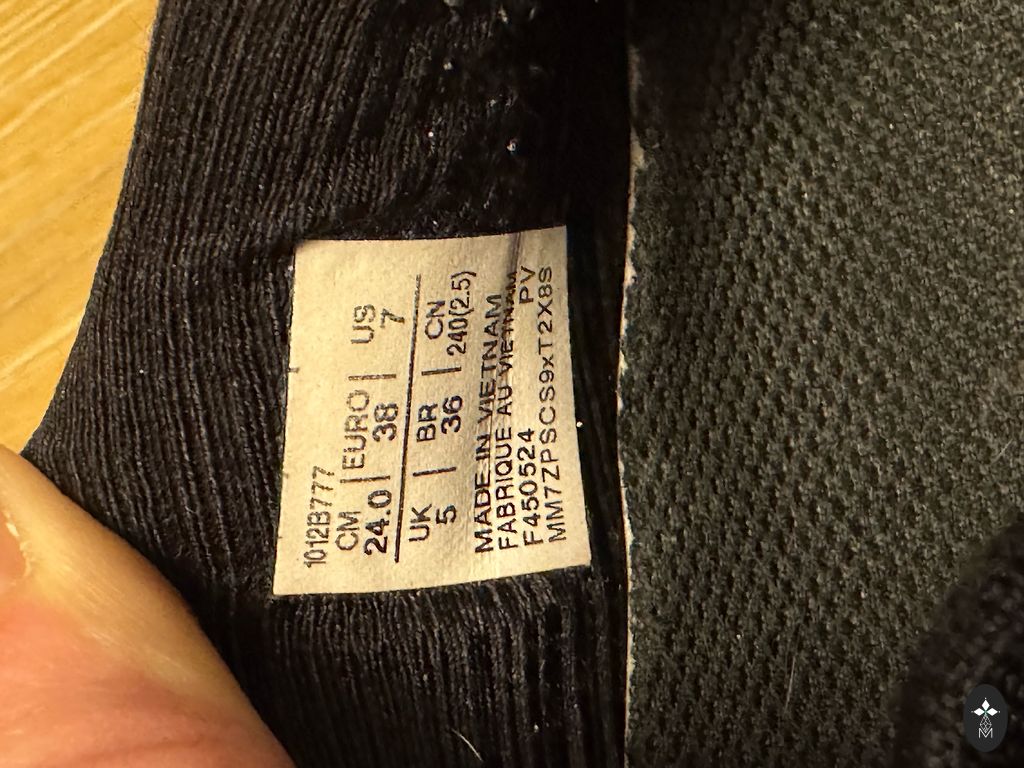 1012B777
CM | EURO | US
24.0 | 38 | 7
UK | BR | CN
5 | 36 | 240(2.5)
MADE IN VIETNAM
FABRIQUE AU VIETNAM
F450524 PV
MM7ZPSCS9xT2X8S
M